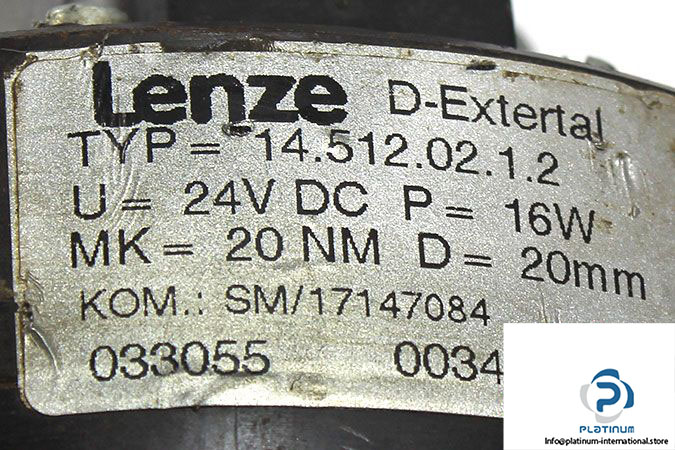 Lenze D-Extertal
TYP= 14.512.02.1.2
U= 24V DC P= 16W
MK= 20 NM D= 20mm
KOM.: SM/17147084
033055 0034
PLATINUM
Info@platinum-international.store